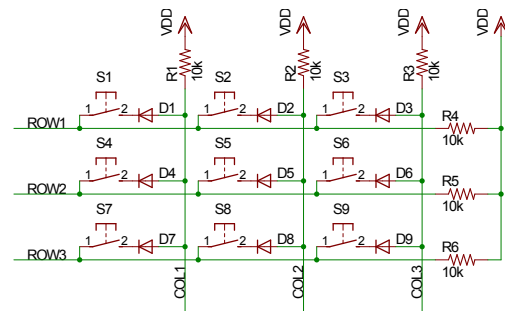 VDD VDD VDD VDD
R1 10k R2 10k R3 10k
S1 S2 S3
1 2 D1 1 2 D2 1 2 D3
ROW1 R4
10k
S4 S5 S6
1 2 D4 1 2 D5 1 2 D6
ROW2 R5
10k
S7 S8 S9
1 2 D7 1 2 D8 1 2 D9
ROW3 R6
10k
COL1 COL2 COL3